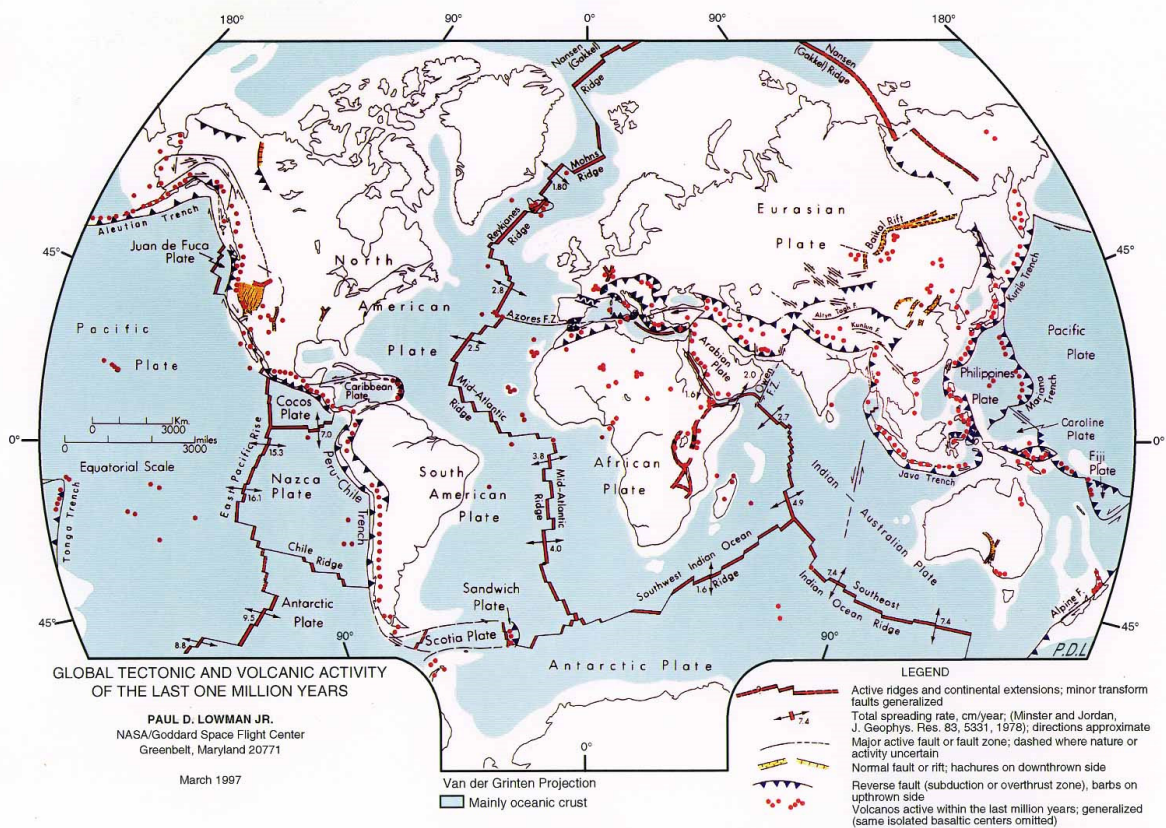 180°
90°
0°
90°
180°
Nansen
(Gakkel)
Ridge
Nansen
(Gakkel) Ridge
Mohns
Ridge
1.80
Reykjanes
Ridge
Aleutian Trench
Juan de Fuca
Plate
45°
45°
North
American
Plate
Eurasian
Plate
Baikal Rift
Kurile Trench
2.8
Azores F.Z.
2.5
Altyn Tagh F.
Kunlun F.
Pacific
Plate
Pacific
Plate
Arabian
Plate
2.0
1.6
Owen
F.Z.
Philippines
Plate
Mariana
Trench
Caribbean
Plate
Cocos
Plate
7.0
Mid-Atlantic
Ridge
2.7
Caroline
Plate
0 Km. 3000
0 miles 3000
Equatorial Scale
0°
0°
East Pacific Rise
15.3
16.1
Nazca
Plate
Peru-Chile
Trench
South
American
Plate
3.8
Mid-Atlantic
Ridge
4.0
African
Plate
4.9
Indian
Australian Plate
Java Trench
Fiji
Plate
Tonga Trench
Chile
Ridge
Southwest Indian Ocean
Ridge
1.6
7.4
Southeast
Indian Ocean Ridge
7.4
Alpine F.
Sandwich
Plate
Antarctic
Plate
9.5
8.8
45°
45°
Scotia Plate
90°
90°
Antarctic Plate
P.D.L
0°
GLOBAL TECTONIC AND VOLCANIC ACTIVITY
OF THE LAST ONE MILLION YEARS
PAUL D. LOWMAN JR.
NASA/Goddard Space Flight Center
Greenbelt, Maryland 20771
March 1997
Van der Grinten Projection
Mainly oceanic crust
LEGEND
Active ridges and continental extensions; minor transform
faults generalized
7.4
Total spreading rate, cm/year; (Minster and Jordan,
J. Geophys. Res. 83, 5331, 1978); directions approximate
Major active fault or fault zone; dashed where nature or
activity uncertain
Normal fault or rift; hachures on downthrown side
Reverse fault (subduction or overthrust zone), barbs on
upthrown side
Volcanos active within the last million years; generalized
(same isolated basaltic centers omitted)